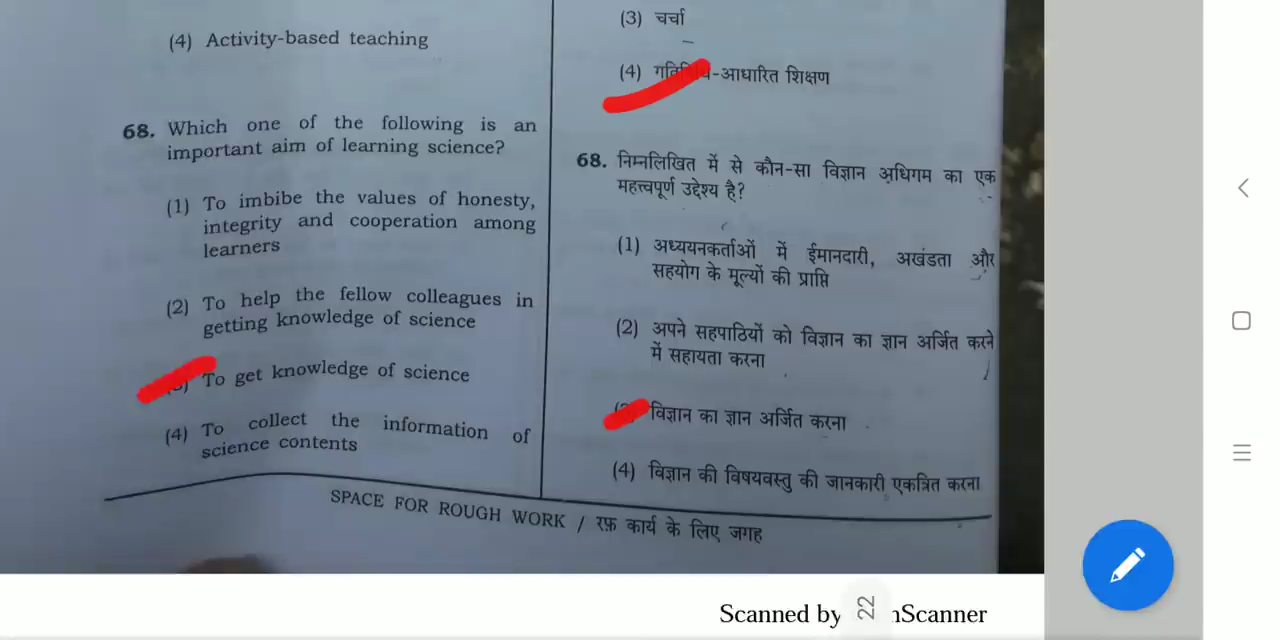 (4) Activity-based teaching
68. Which one of the following is an
important aim of learning science?
(1) To imbibe the values of honesty,
integrity and cooperation among
learners
(2) To help the fellow colleagues in
getting knowledge of science
To get knowledge of science
(4) To collect the information of
science contents
(3) चर्चा
(4) -आधारित शिक्षण
68. निम्नलिखित में से कौन-सा विज्ञान अधिगम का एक
महत्त्वपूर्ण उद्देश्य है?
(1) अध्ययनकर्ताओं में ईमानदारी, अखंडता और
सहयोग के मूल्यों की प्राप्ति
(2) अपने सहपाठियों को विज्ञान का ज्ञान अर्जित करने
में सहायता करना
विज्ञान का ज्ञान अर्जित करना
(4) विज्ञान की विषयवस्तु की जानकारी एकत्रित करना
SPACE FOR ROUGH WORK / रफ़ कार्य के लिए जगह
Scanned by
22